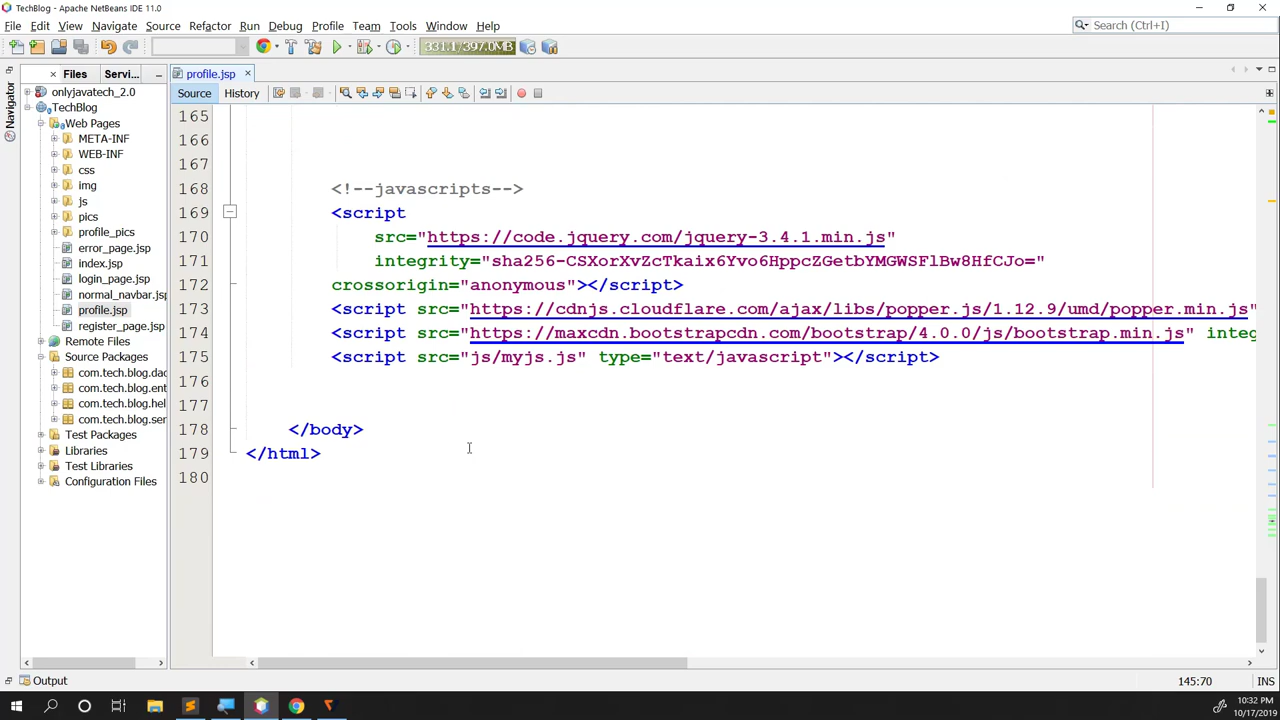 TechBlog - Apache NetBeans IDE 11.0
File Edit View Navigate Source Refactor Run Debug Profile Team Tools Window Help
Search (Ctrl+I)
331.1/397.0MB
Files Servi...
profile.jsp
Source History
Navigator
onlyjavatech_2.0
TechBlog
Web Pages
META-INF
WEB-INF
css
img
js
pics
profile_pics
error_page.jsp
index.jsp
login_page.jsp
normal_navbar.jsp
profile.jsp
register_page.jsp
Remote Files
Source Packages
com.tech.blog.dao
com.tech.blog.ent
com.tech.blog.hel
com.tech.blog.ser
Test Packages
Libraries
Test Libraries
Configuration Files
165
166
167
168 <!--javascripts-->
169 <script
170 src="https://code.jquery.com/jquery-3.4.1.min.js"
171 integrity="sha256-CSXorXvZcTkaix6Yvo6HppcZGetbYMGWSFlBw8HfCJo="
172 crossorigin="anonymous"></script>
173 <script src="https://cdnjs.cloudflare.com/ajax/libs/popper.js/1.12.9/umd/popper.min.js"
174 <script src="https://maxcdn.bootstrapcdn.com/bootstrap/4.0.0/js/bootstrap.min.js" integ
175 <script src="js/myjs.js" type="text/javascript"></script>
176
177
178 </body>
179 </html>
180
Output
145:70 INS
10:32 PM
10/17/2019